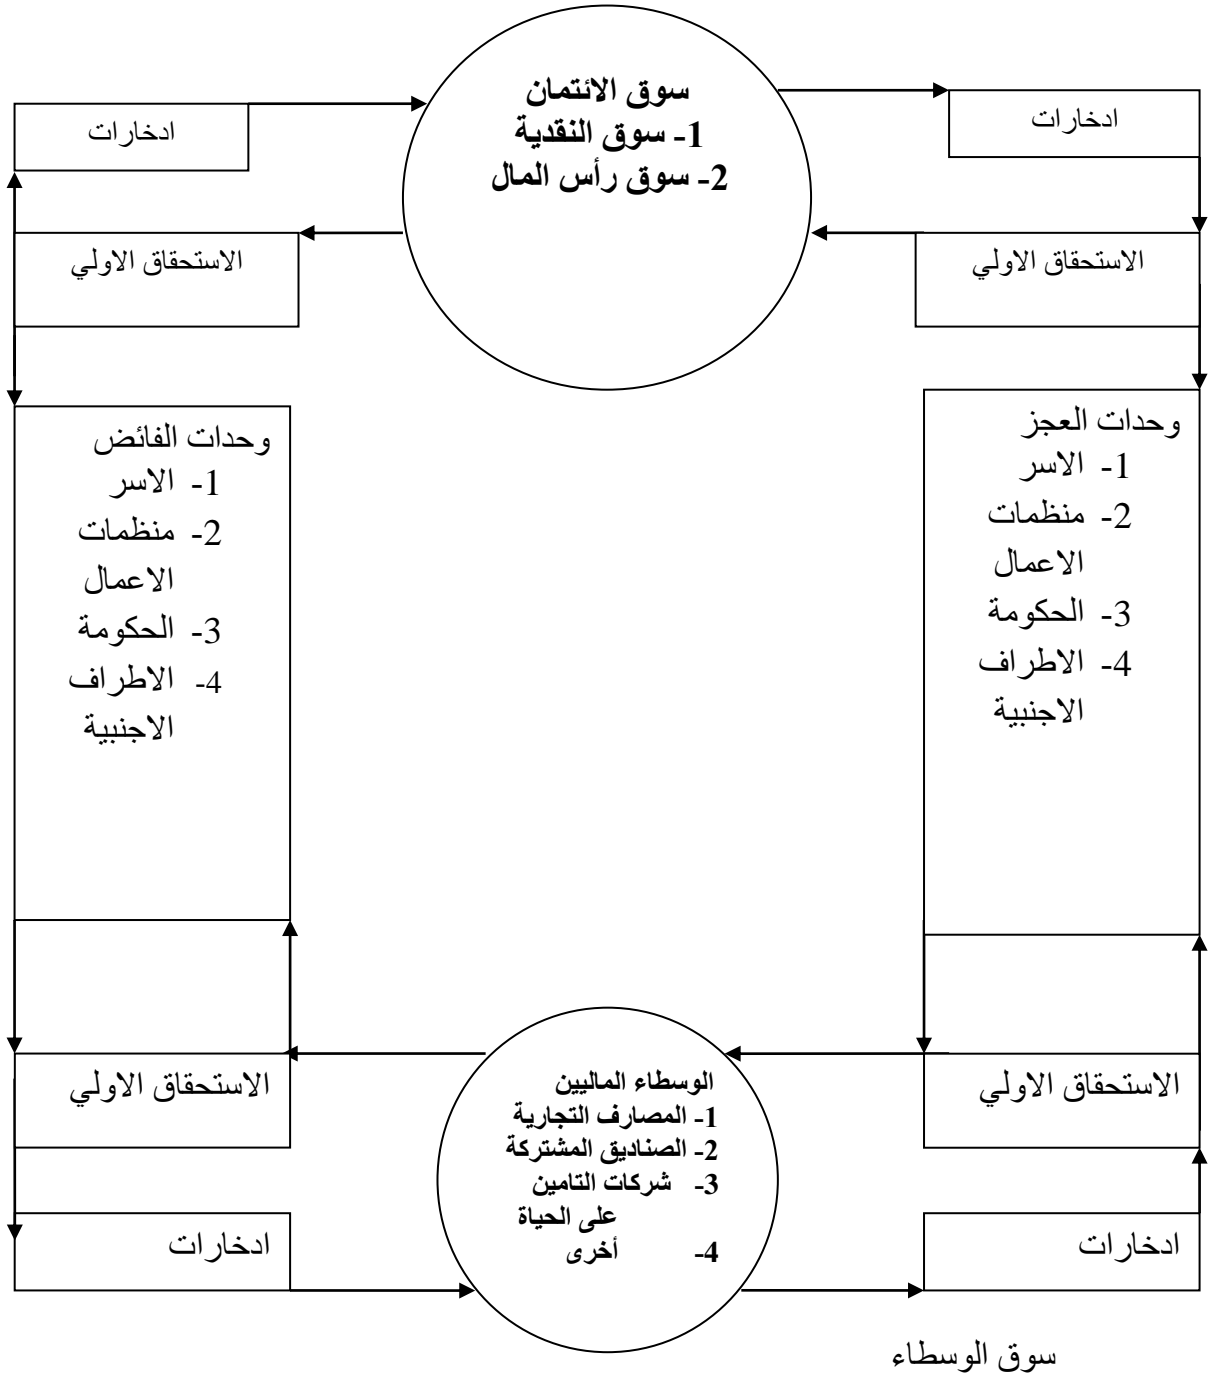 سوق الائتمان
1- سوق النقدية
2- سوق رأس المال
ادخارات
ادخارات
الاستحقاق الاولي
الاستحقاق الاولي
وحدات العجز
1- الاسر
2- منظمات
الاعمال
3- الحكومة
4- الاطراف
الاجنبية
وحدات الفائض
1- الاسر
2- منظمات
الاعمال
3- الحكومة
4- الاطراف
الاجنبية
الاستحقاق الاولي
الوسطاء الماليين
1- المصارف التجارية
2- الصناديق المشتركة
3- شركات التامين
على الحياة
4- أخرى
الاستحقاق الاولي
ادخارات
ادخارات
سوق الوسطاء